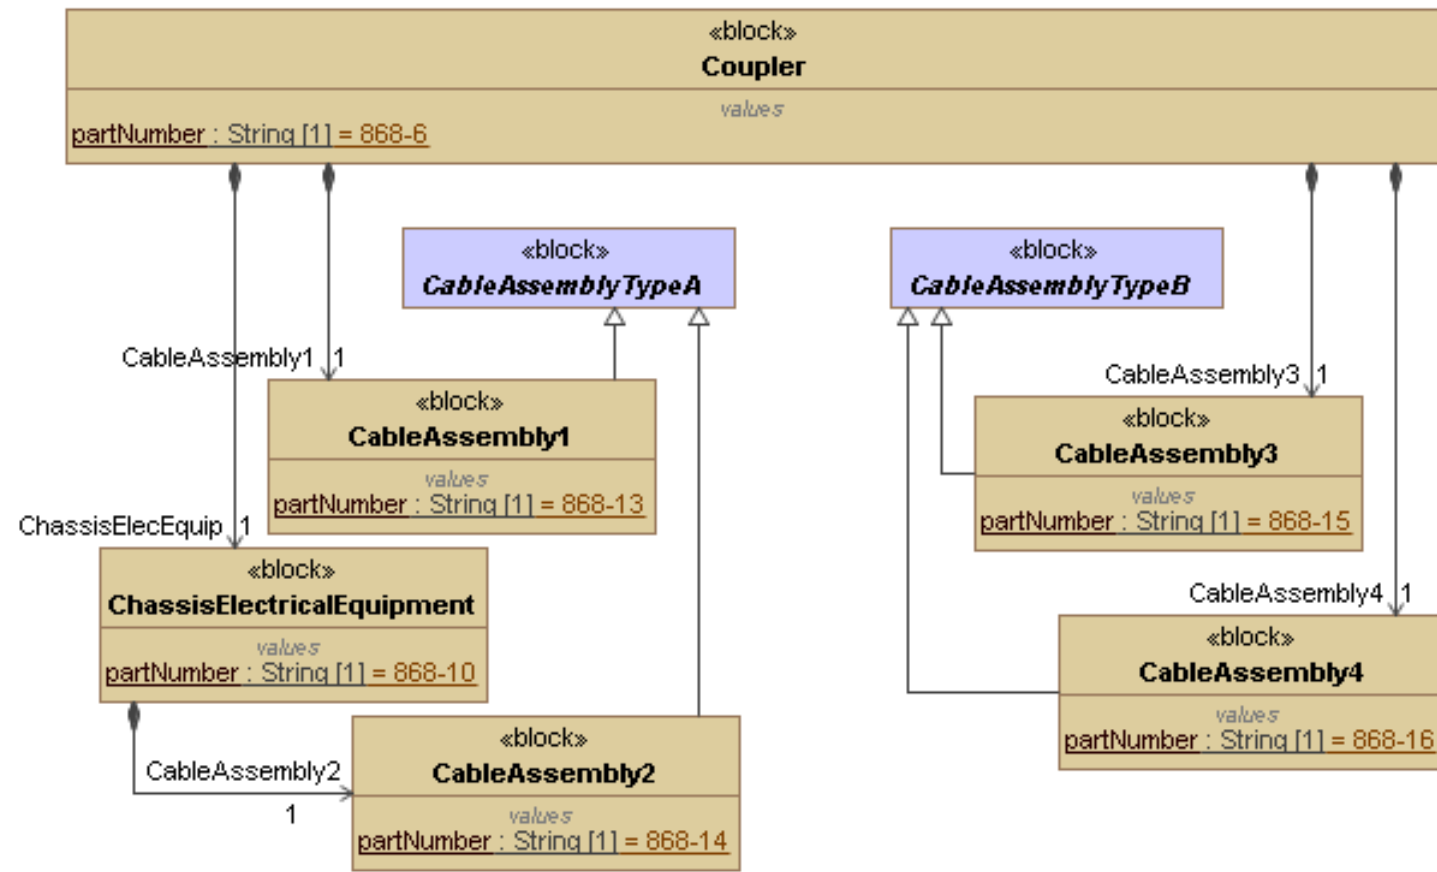 «block»
Coupler
values
partNumber : String [1] = 868-6
«block»
CableAssemblyTypeA
«block»
CableAssemblyTypeB
CableAssembly1 1
«block»
CableAssembly1
values
partNumber : String [1] = 868-13
CableAssembly3 1
«block»
CableAssembly3
values
partNumber : String [1] = 868-15
ChassisElecEquip 1
«block»
ChassisElectricalEquipment
values
partNumber : String [1] = 868-10
CableAssembly4 1
«block»
CableAssembly4
values
partNumber : String [1] = 868-16
CableAssembly2
1
«block»
CableAssembly2
values
partNumber : String [1] = 868-14